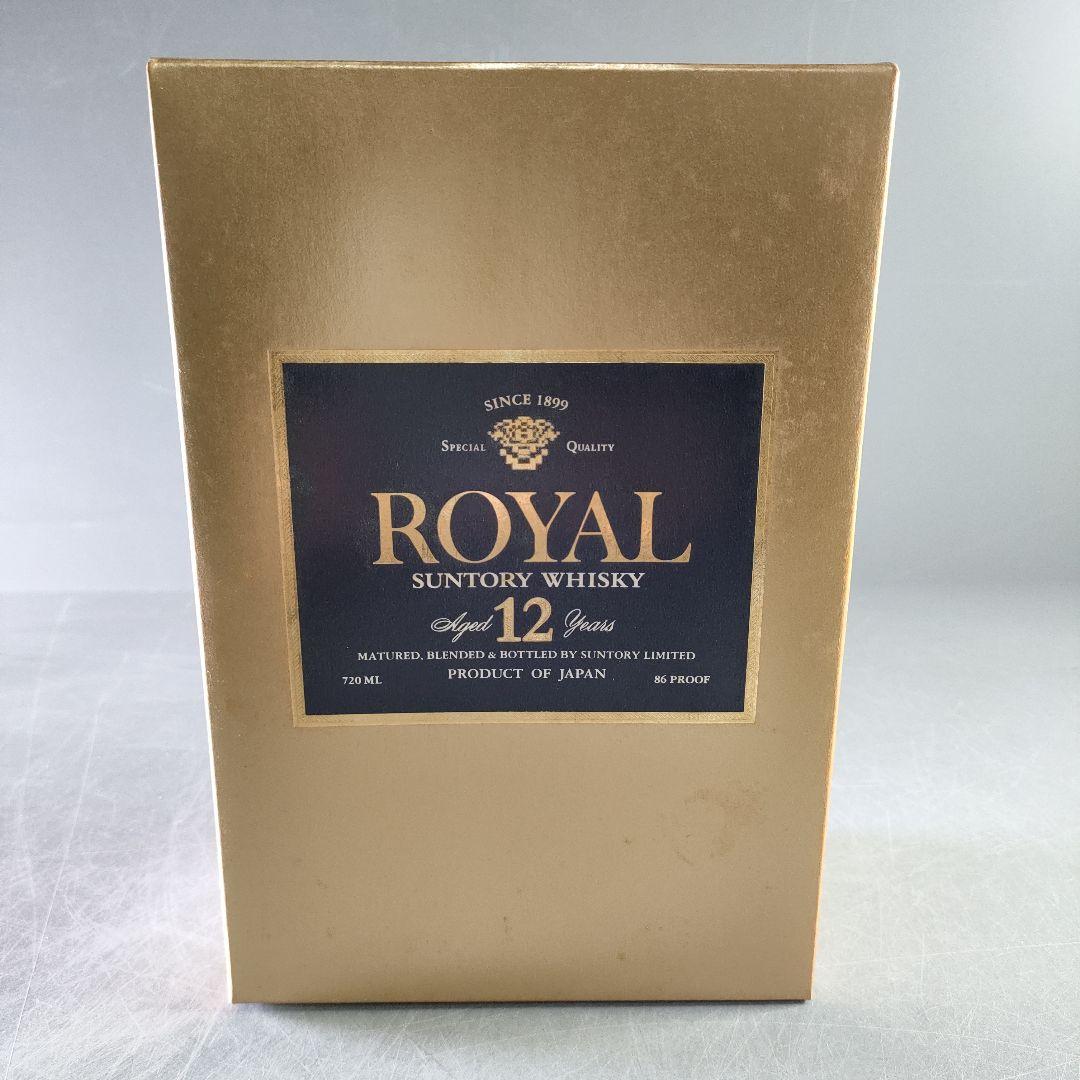 SINCE 1899
SPECIAL QUALITY
ROYAL
SUNTORY WHISKY
Aged 12 Years
MATURED, BLENDED & BOTTLED BY SUNTORY LIMITED
720 ML PRODUCT OF JAPAN 86 PROOF